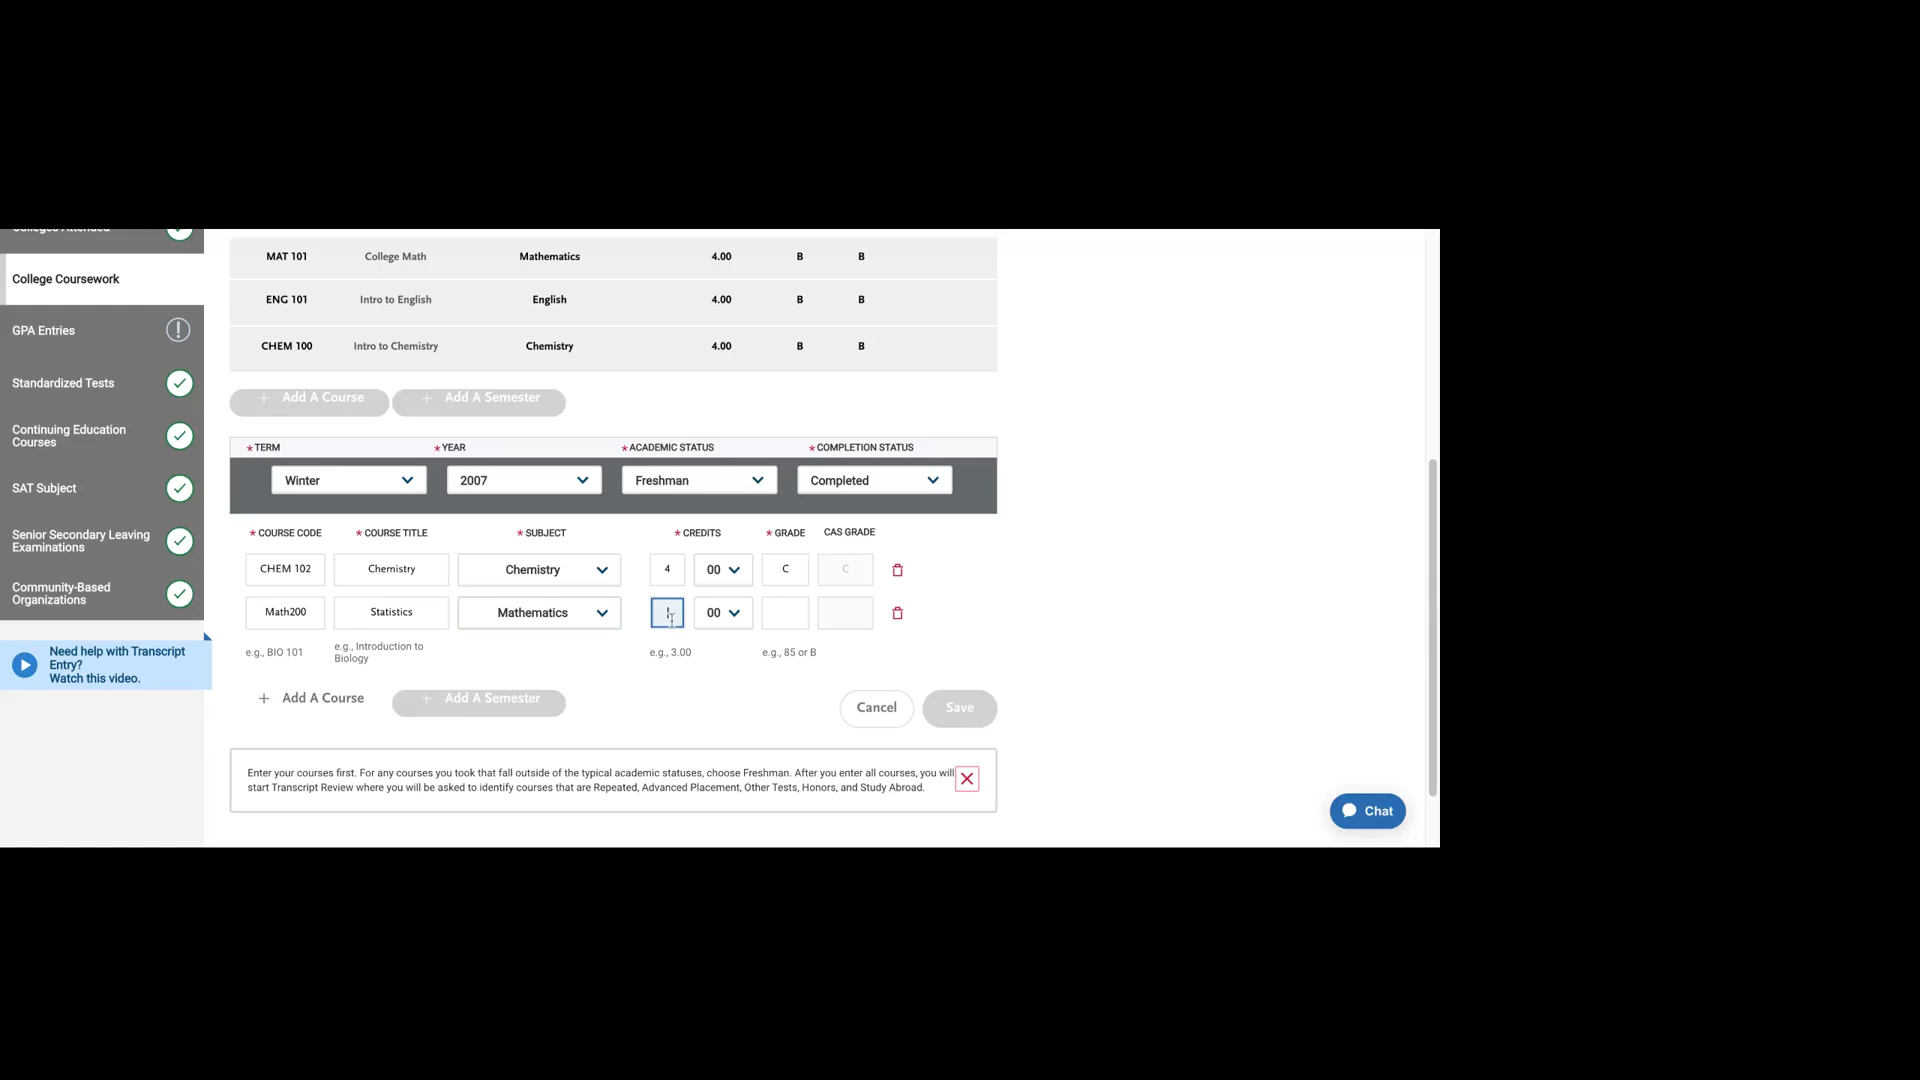 Colleges Attended
College Coursework
GPA Entries
Standardized Tests
Continuing Education
Courses
SAT Subject
Senior Secondary Leaving
Examinations
Community-Based
Organizations
Need help with Transcript
Entry?
Watch this video.
MAT 101 College Math Mathematics 4.00 B B
ENG 101 Intro to English English 4.00 B B
CHEM 100 Intro to Chemistry Chemistry 4.00 B B
+ Add A Course + Add A Semester
* TERM * YEAR * ACADEMIC STATUS * COMPLETION STATUS
Winter 2007 Freshman Completed
* COURSE CODE * COURSE TITLE * SUBJECT * CREDITS * GRADE CAS GRADE
CHEM 102 Chemistry Chemistry 4 00 C C
Math200 Statistics Mathematics 00
e.g., BIO 101 e.g., Introduction to Biology e.g., 3.00 e.g., 85 or B
+ Add A Course + Add A Semester Cancel Save
Enter your courses first. For any courses you took that fall outside of the typical academic statuses, choose Freshman. After you enter all courses, you will
start Transcript Review where you will be asked to identify courses that are Repeated, Advanced Placement, Other Tests, Honors, and Study Abroad.
Chat